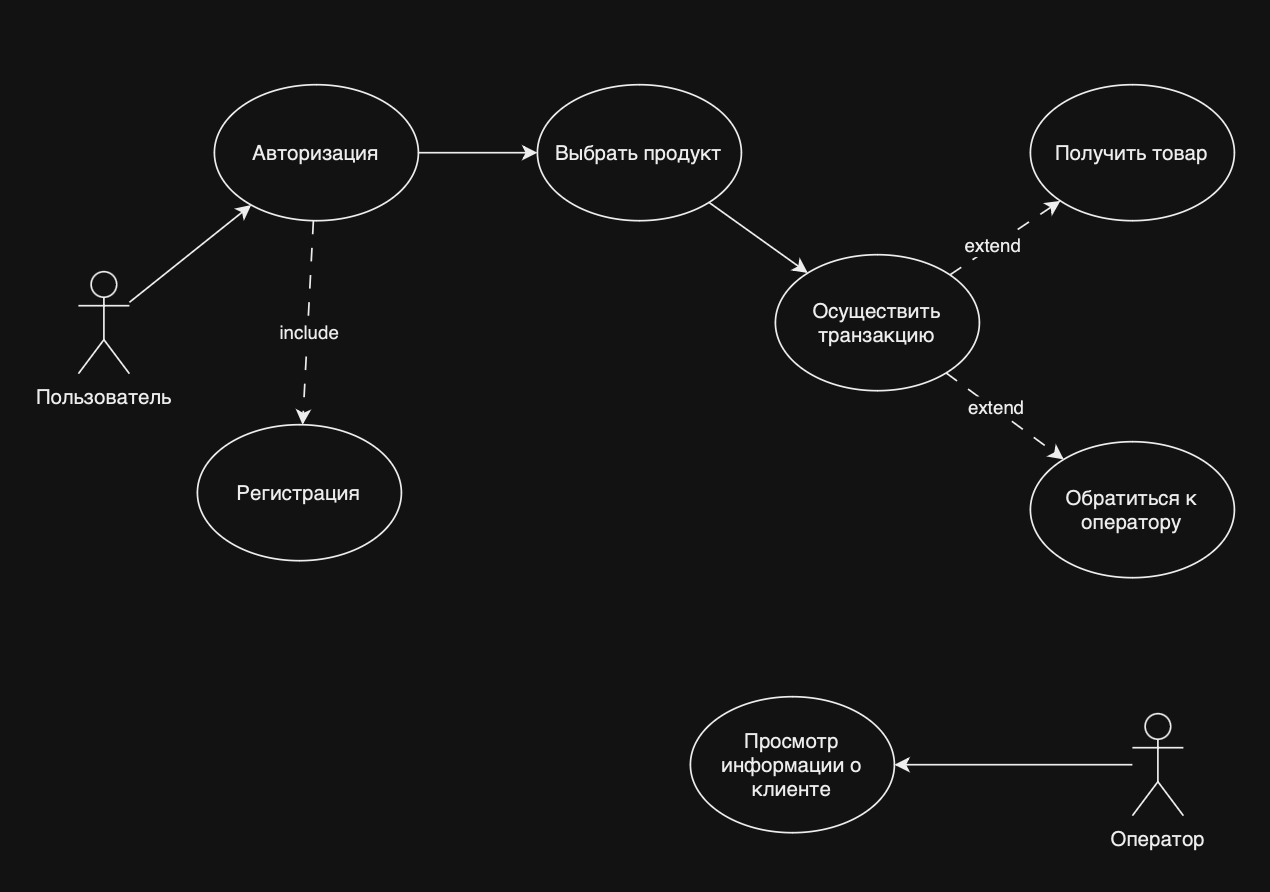 Авторизация
Выбрать продукт
Получить товар
extend
Осуществить
транзакцию
include
Пользователь
extend
Регистрация
Обратиться к
оператору
Просмотр
информации о
клиенте
Оператор